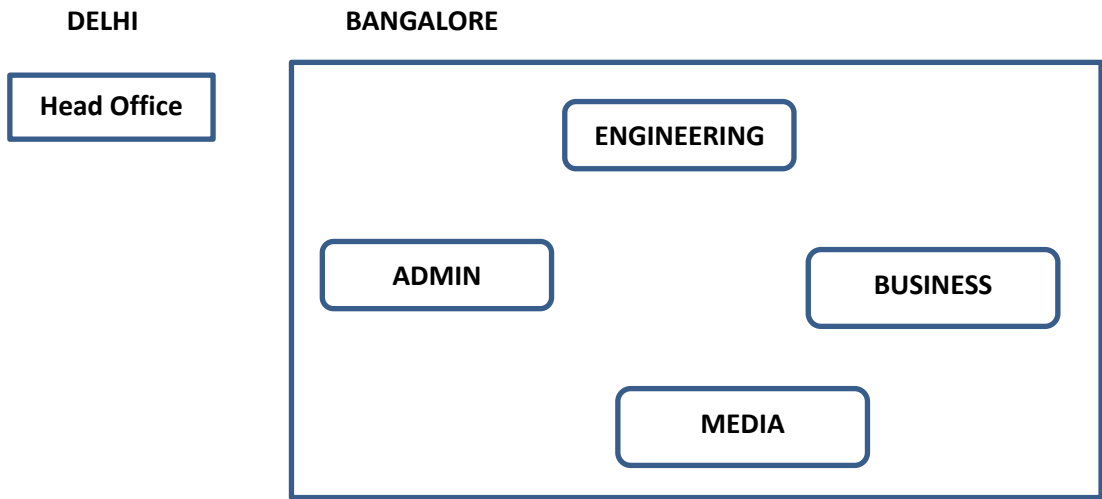 DELHI BANGALORE
Head Office
ENGINEERING
ADMIN
BUSINESS
MEDIA